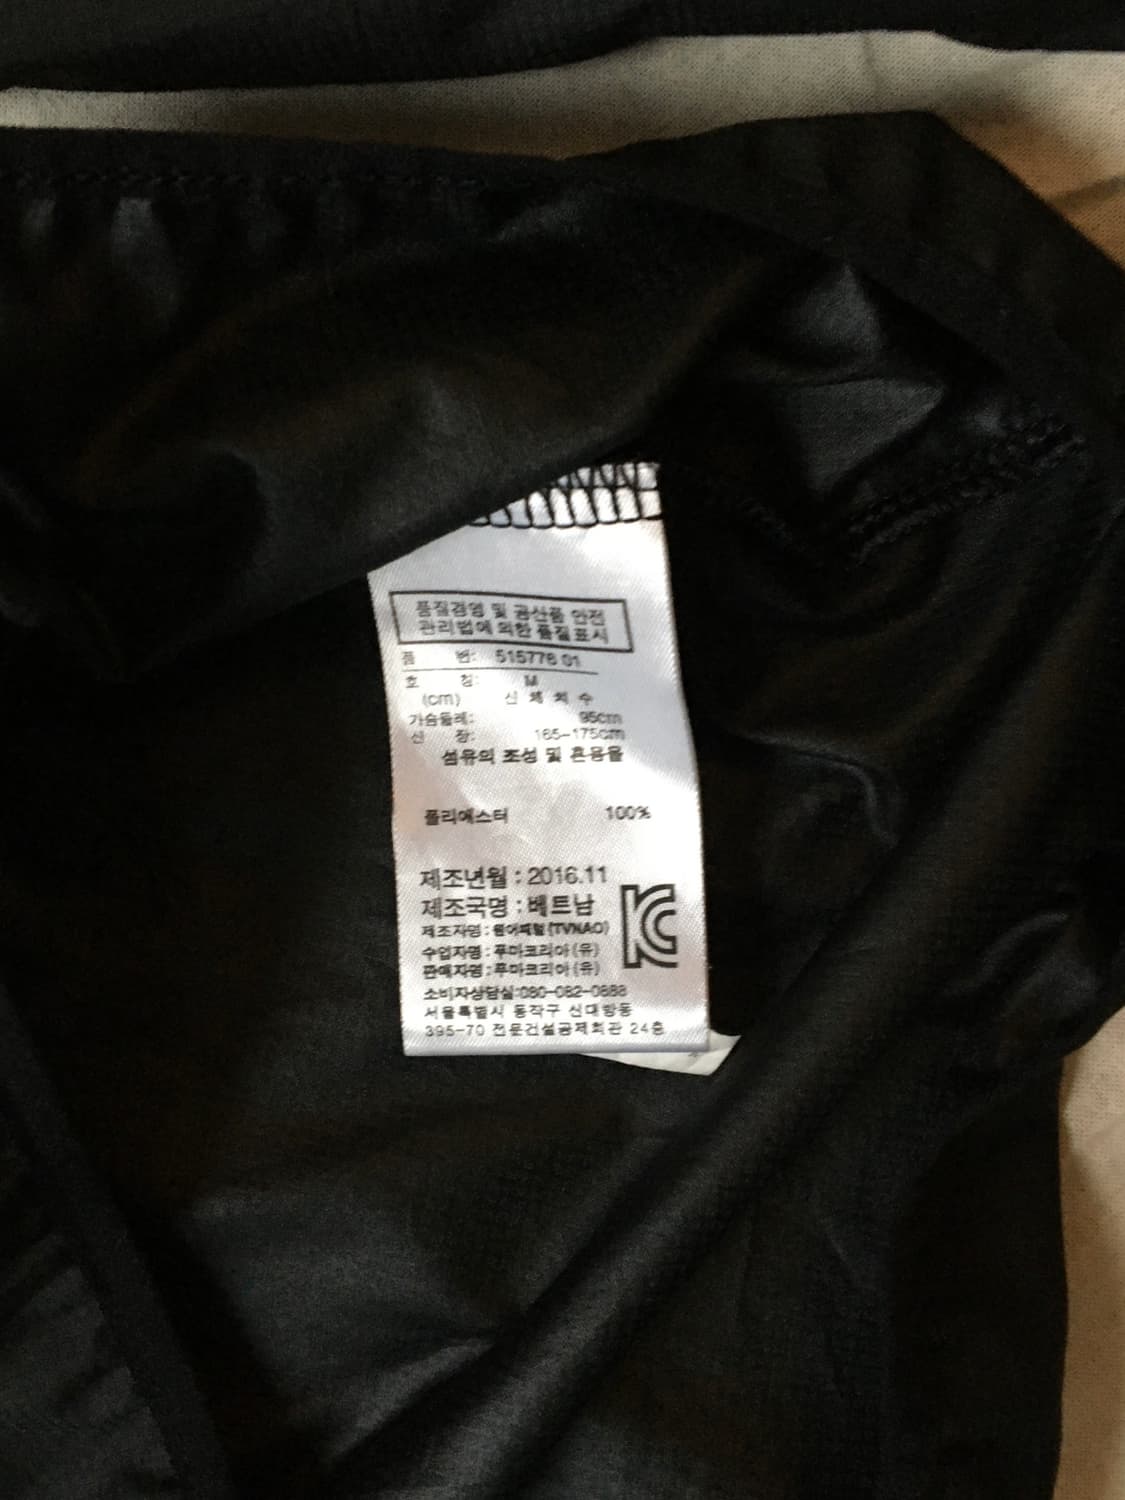 품질경영 및 공산품 안전
관리법에 의한 품질표시
품 번: 515778 01
호 칭: M
(cm) 신 체 치 수
가슴둘레: 95cm
신 장: 165-175cm
섬유의 조성 및 혼용율
폴리에스터 100%
제조년월 : 2016.11
제조국명 : 베트남
제조자명 : (TVNAO)
수입자명 : 푸마코리아 (유)
판매자명 : 푸마코리아 (유)
소비자상담실:080-082-0888
서울특별시 동작구 신대방동
395-70 전문건설공제회관 24층